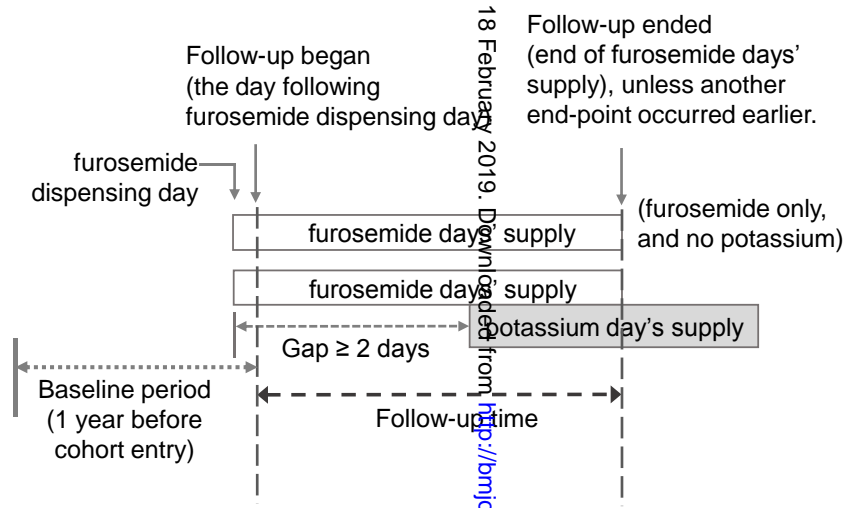 Follow-up began
(the day following
furosemide dispensing day)
Follow-up ended
(end of furosemide days'
supply), unless another
end-point occurred earlier.
furosemide
dispensing day
furosemide days' supply
(furosemide only,
and no potassium)
furosemide days' supply
potassium day's supply
Gap ≥ 2 days
Baseline period
(1 year before
cohort entry)
Follow-up time
18 February 2019. Downloaded from http://bmjo